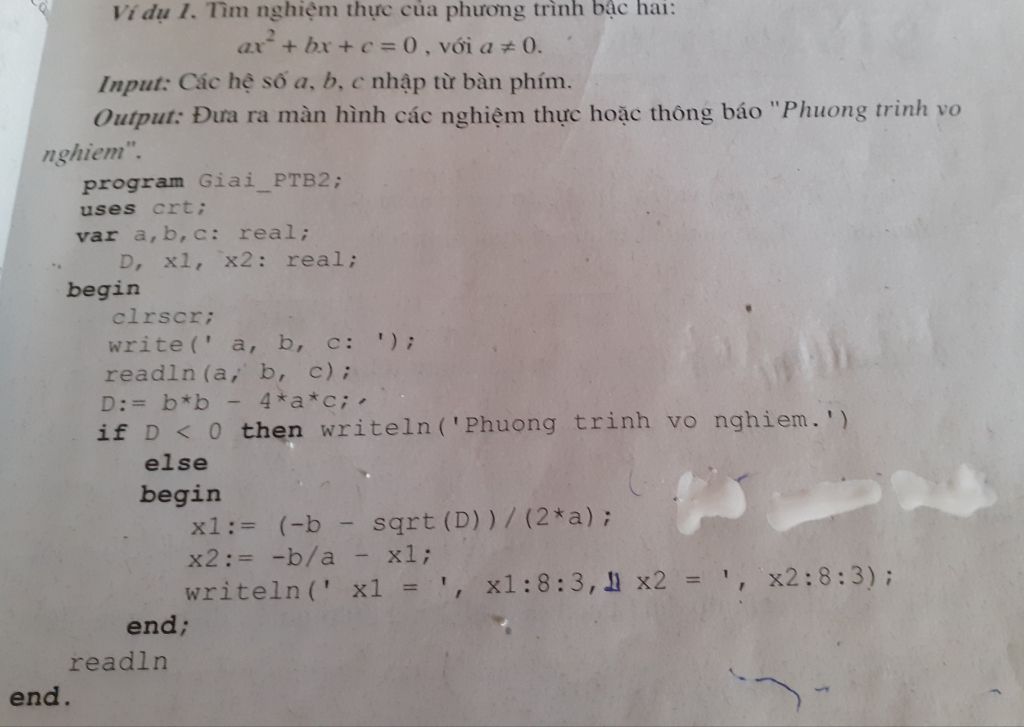 Ví dụ 1. Tìm nghiệm thực của phương trình bậc hai:
ax² + bx + c = 0 , với a ≠ 0.
Input: Các hệ số a, b, c nhập từ bàn phím.
Output: Đưa ra màn hình các nghiệm thực hoặc thông báo "Phuong trinh vo
nghiem".
program Giai_PTB2;
uses crt;
var a,b,c: real;
D, x1, x2: real;
begin
clrscr;
write(' a, b, c: ');
readln(a, b, c);
D:= b*b - 4*a*c;
if D < 0 then writeln('Phuong trinh vo nghiem.')
else
begin
x1:= (-b - sqrt(D))/(2*a);
x2:= -b/a - x1;
writeln(' x1 = ', x1:8:3, x2 = ', x2:8:3);
end;
readln
end.